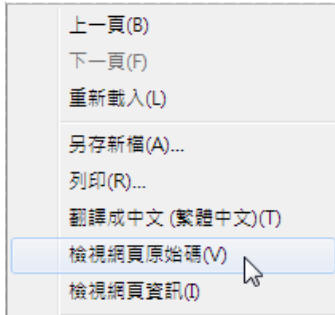 上一頁(B)
下一頁(F)
重新載入(L)
另存新檔(A)...
列印(R)...
翻譯成中文 (繁體中文)(T)
檢視網頁原始碼(V)
檢視網頁資訊(I)